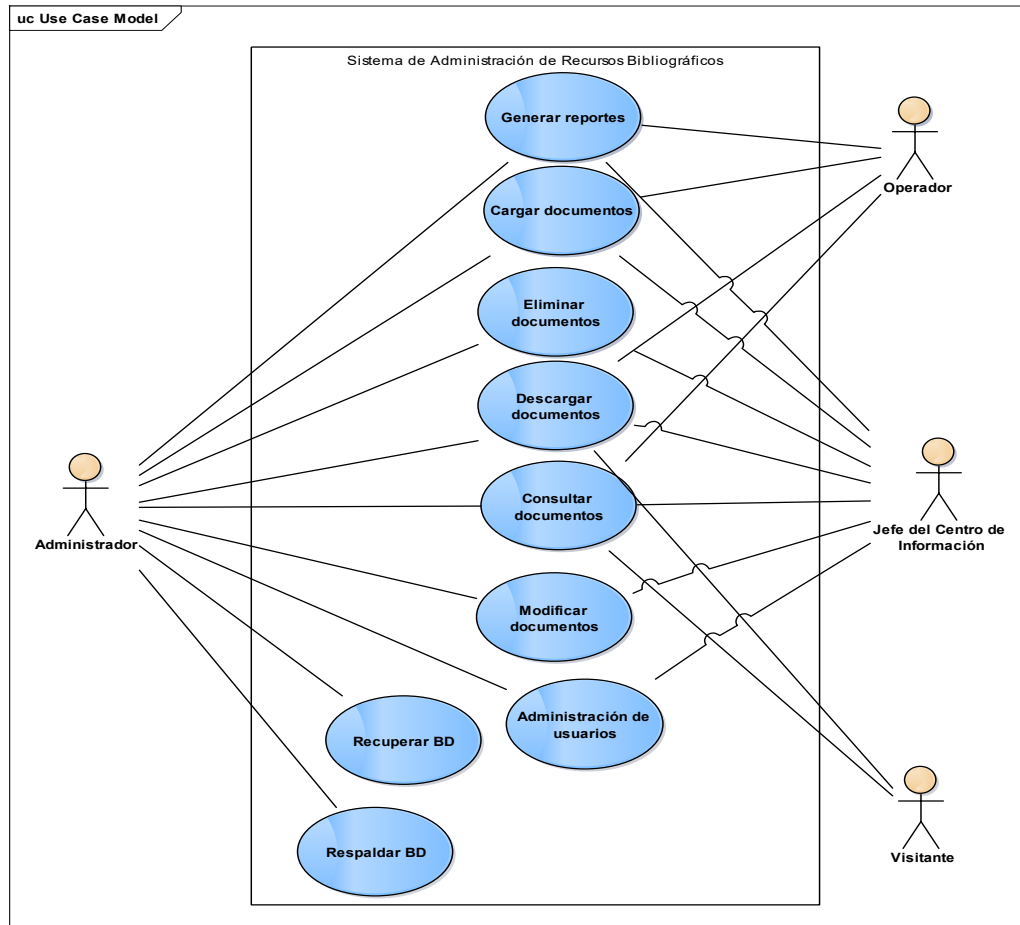 uc Use Case Model
Sistema de Administración de Recursos Bibliográficos
Generar reportes
Cargar documentos
Eliminar
documentos
Descargar
documentos
Consultar
documentos
Modificar
documentos
Administración de
usuarios
Recuperar BD
Respaldar BD
Administrador
Operador
Jefe del Centro de
Información
Visitante